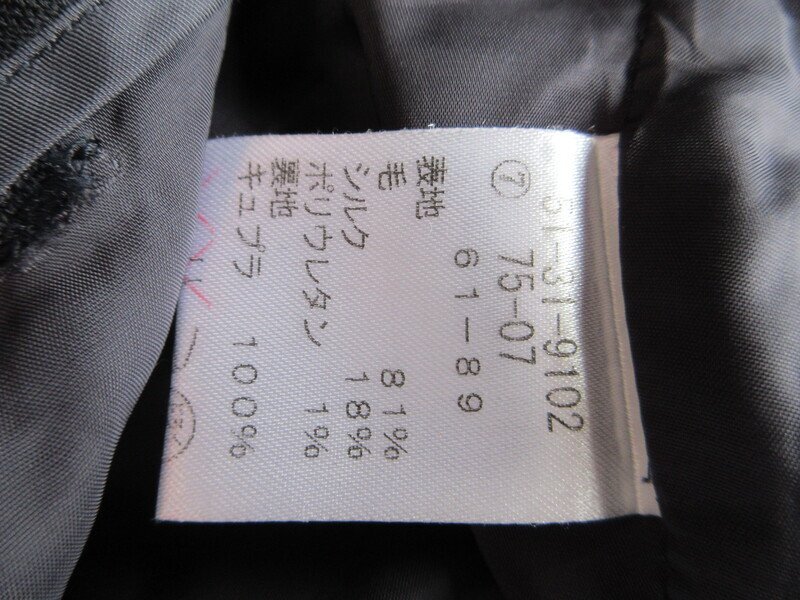 51-31-9102
⑦ 75-07
61-89
表地
毛 81%
シルク 18%
ポリウレタン 1%
裏地
キュプラ 100%